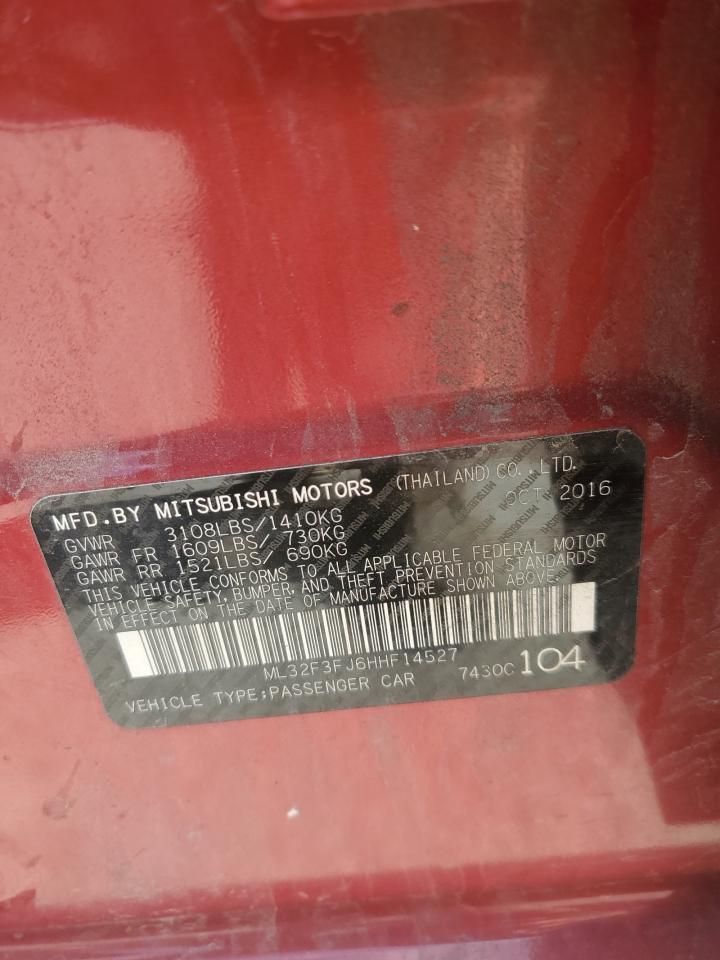 MFD.BY MITSUBISHI MOTORS (THAILAND) CO.,LTD.
OCT 2016
GVWR 3108LBS/1410KG
GAWR FR 1609LBS/ 730KG
GAWR RR 1521LBS/ 690KG
THIS VEHICLE CONFORMS TO ALL APPLICABLE FEDERAL MOTOR
VEHICLE SAFETY, BUMPER, AND THEFT PREVENTION STANDARDS
IN EFFECT ON THE DATE OF MANUFACTURE SHOWN ABOVE.
ML32F3FJ6HHF14527
VEHICLE TYPE:PASSENGER CAR 7430C 104